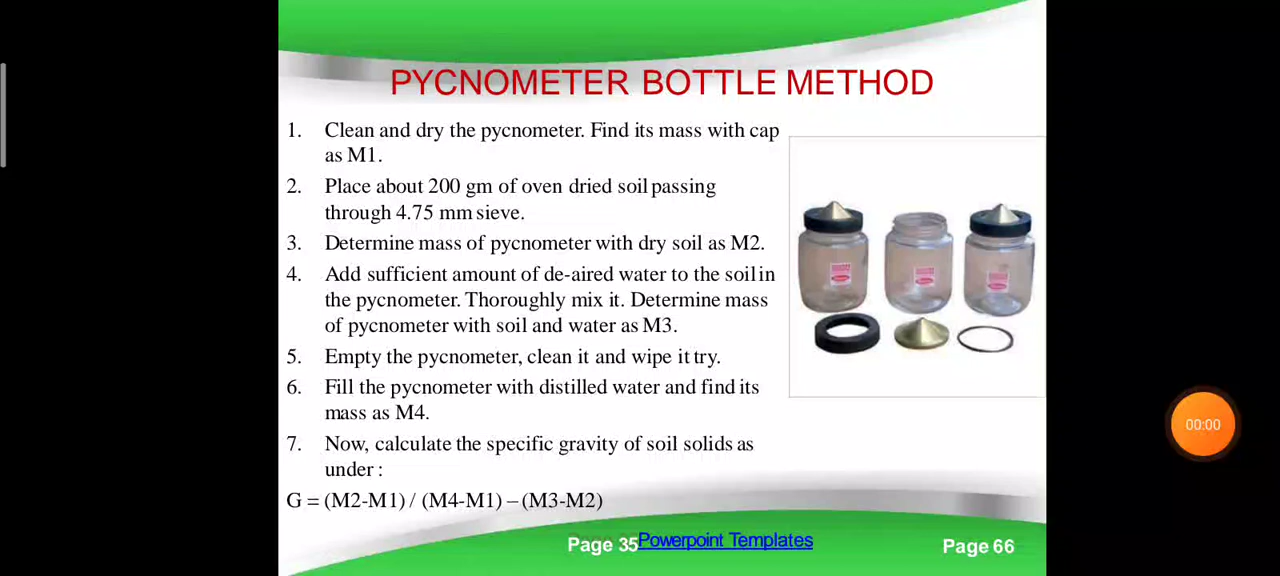 PYCNOMETER BOTTLE METHOD
1. Clean and dry the pycnometer. Find its mass with cap
as M1.
2. Place about 200 gm of oven dried soil passing
through 4.75 mm sieve.
3. Determine mass of pycnometer with dry soil as M2.
4. Add sufficient amount of de-aired water to the soil in
the pycnometer. Thoroughly mix it. Determine mass
of pycnometer with soil and water as M3.
5. Empty the pycnometer, clean it and wipe it try.
6. Fill the pycnometer with distilled water and find its
mass as M4.
7. Now, calculate the specific gravity of soil solids as
under :
G = (M2-M1) / (M4-M1) – (M3-M2)
00:00
Page 35 Powerpoint Templates
Page 66